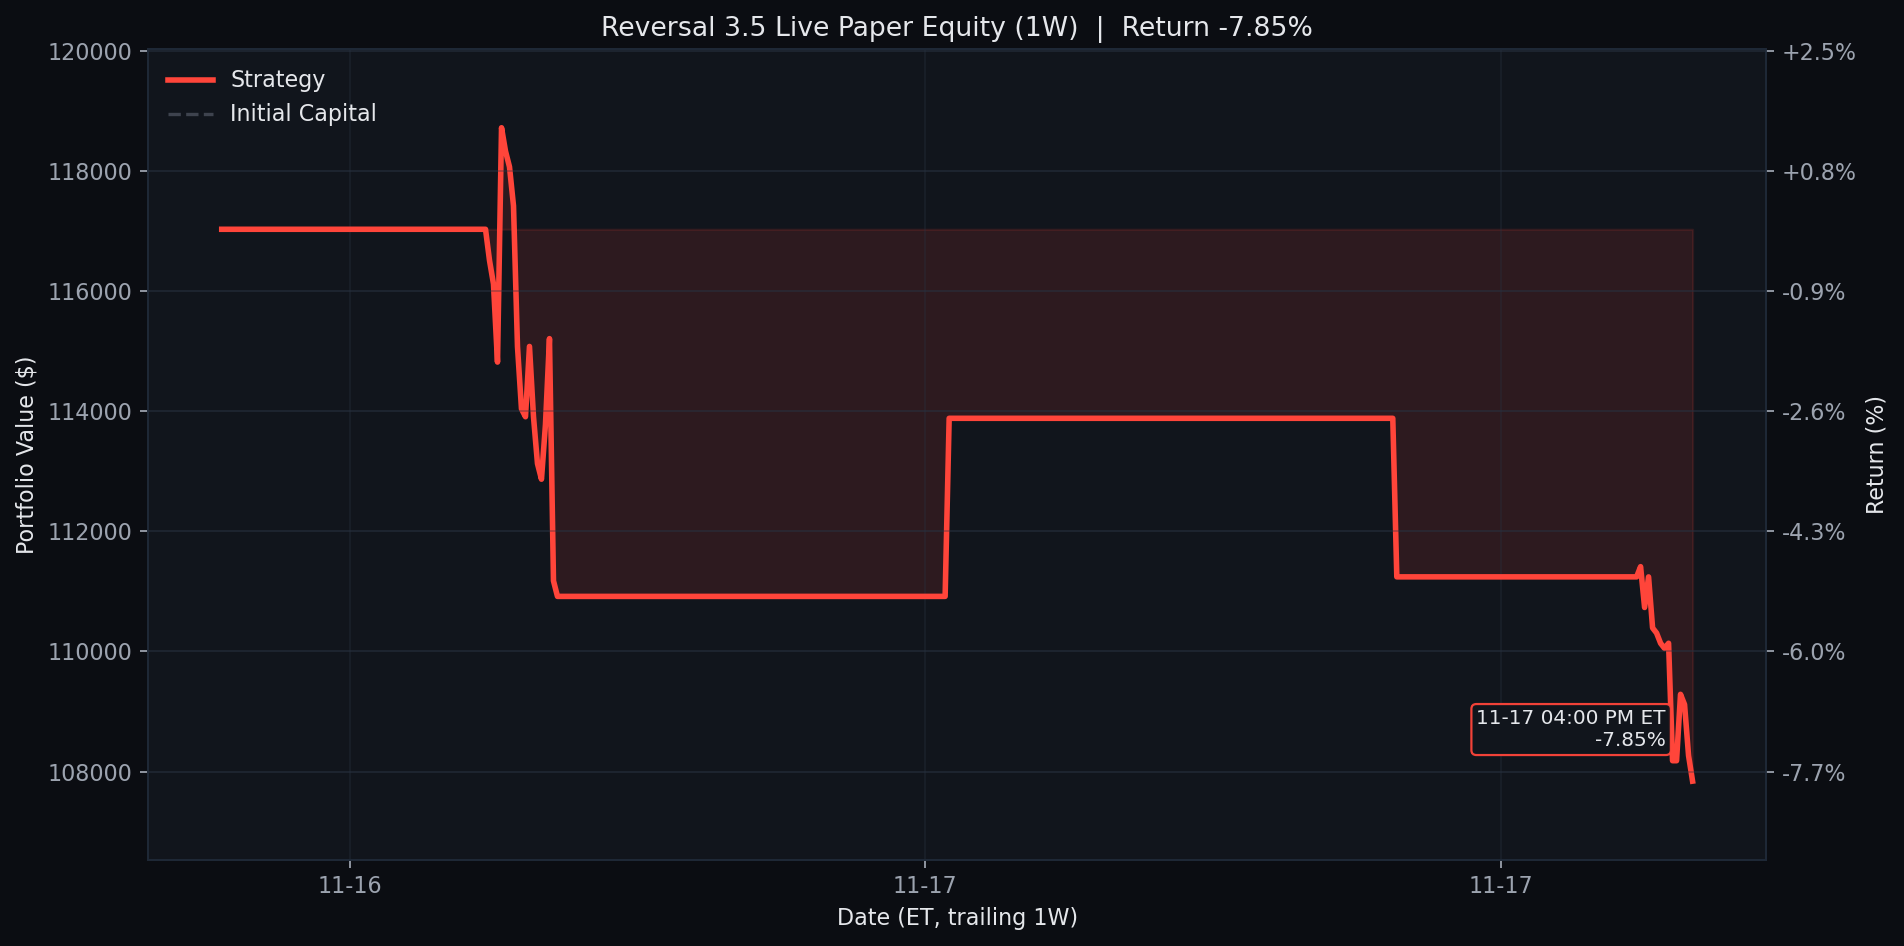 Reversal 3.5 Live Paper Equity (1W)  |  Return -7.85%
Strategy
Initial Capital
120000
118000
116000
114000
112000
110000
108000
Portfolio Value ($)
+2.5%
+0.8%
-0.9%
-2.6%
-4.3%
-6.0%
-7.7%
Return (%)
11-17 04:00 PM ET
-7.85%
11-16
11-17
11-17
Date (ET, trailing 1W)